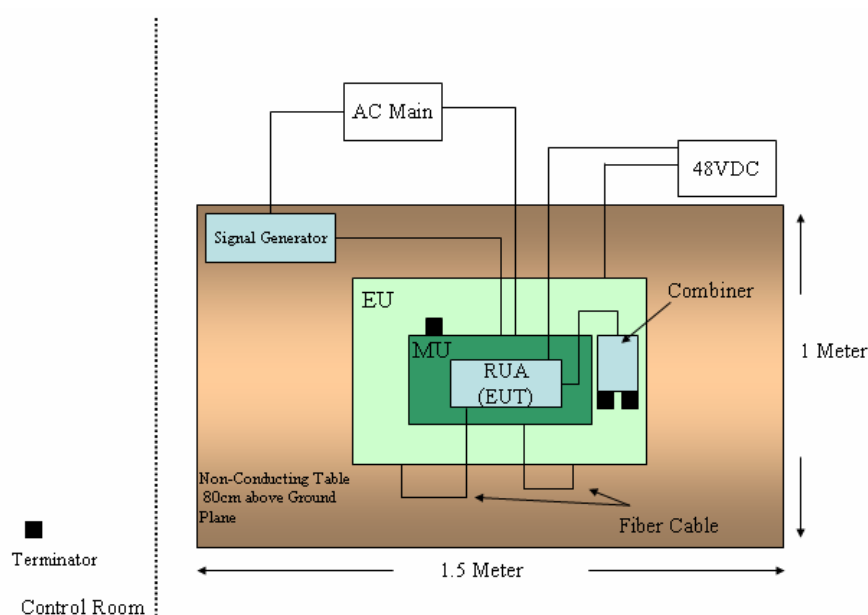 AC Main
48VDC
Signal Generator
EU
Combiner
MU
RUA
(EUT)
1 Meter
Non-Conducting Table
80cm above Ground
Plane
Fiber Cable
Terminator
1.5 Meter
Control Room